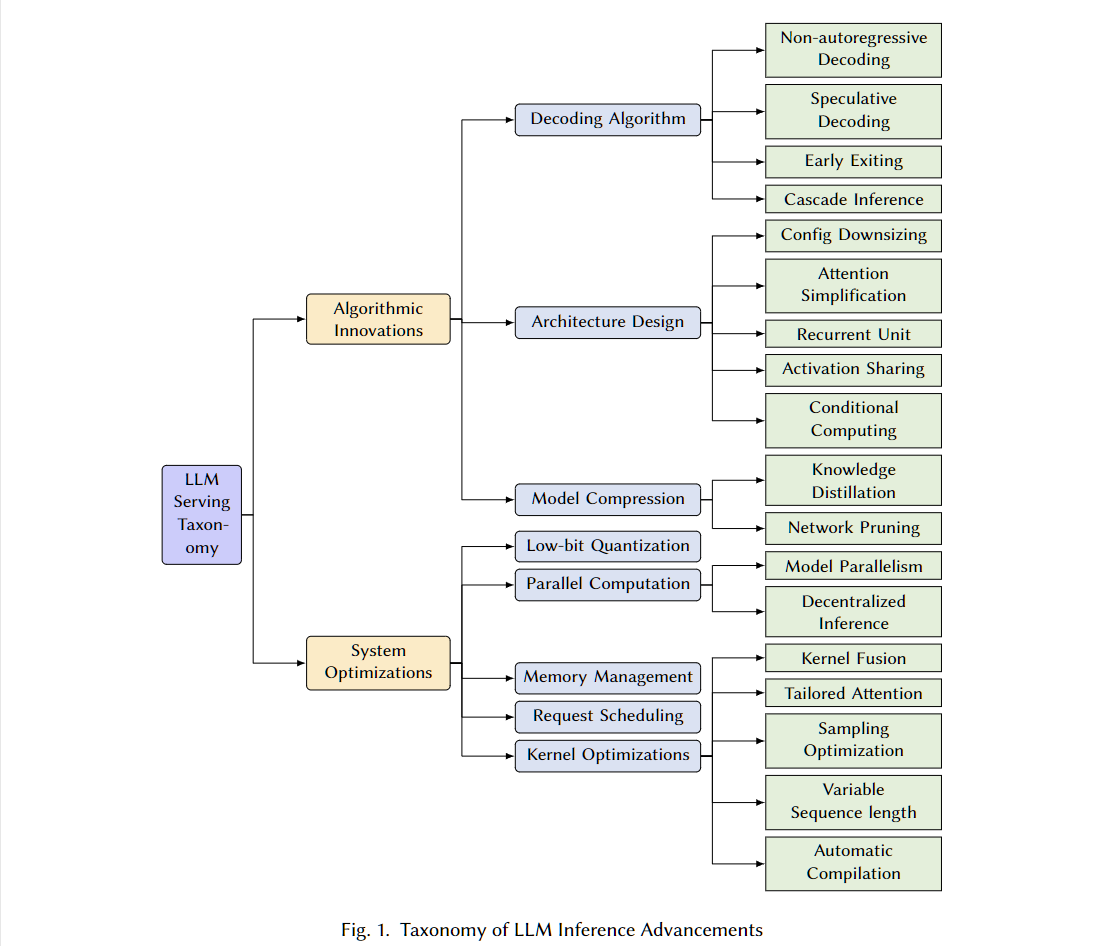 LLM
Serving
Taxon-
omy
Algorithmic
Innovations
Decoding Algorithm
Non-autoregressive
Decoding
Speculative
Decoding
Early Exiting
Cascade Inference
Architecture Design
Config Downsizing
Attention
Simplification
Recurrent Unit
Activation Sharing
Conditional
Computing
Model Compression
Knowledge
Distillation
Network Pruning
System
Optimizations
Low-bit Quantization
Parallel Computation
Model Parallelism
Decentralized
Inference
Memory Management
Request Scheduling
Kernel Optimizations
Kernel Fusion
Tailored Attention
Sampling
Optimization
Variable
Sequence length
Automatic
Compilation
Fig. 1. Taxonomy of LLM Inference Advancements